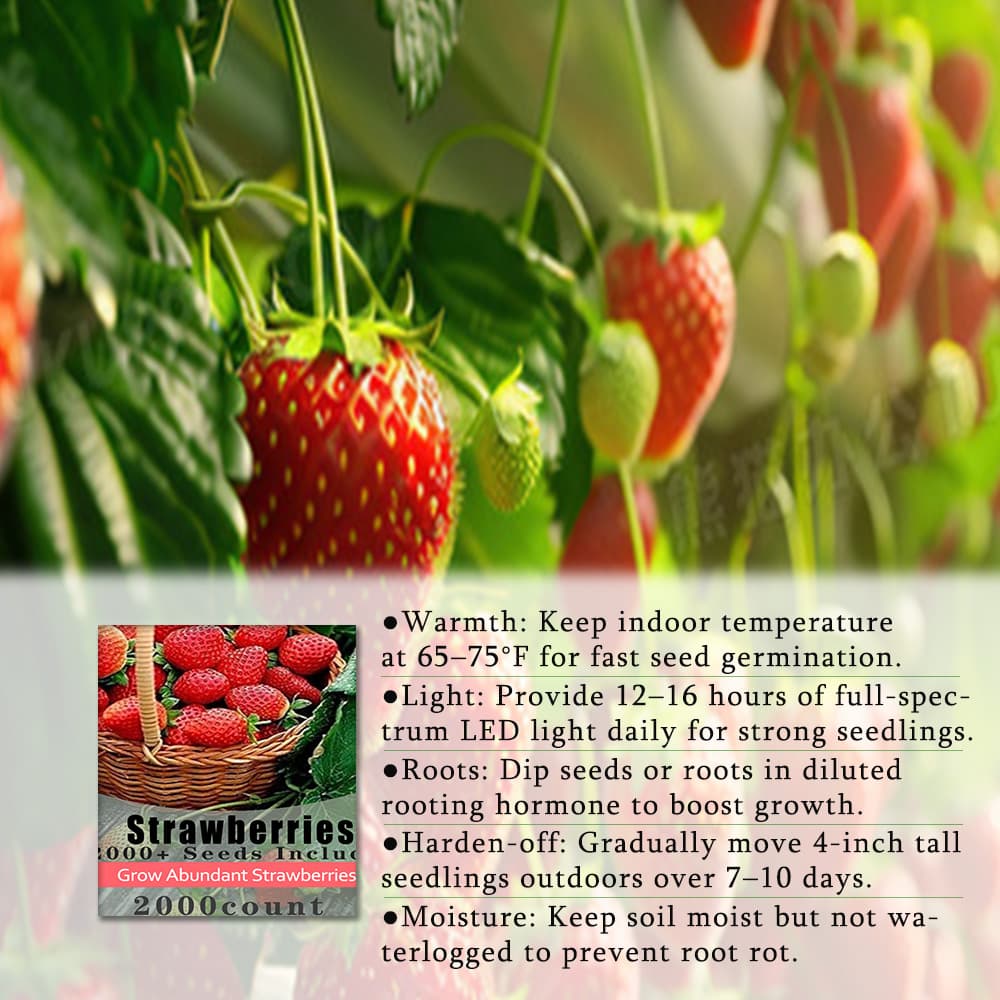 ●Warmth: Keep indoor temperature
at 65–75°F for fast seed germination.
●Light: Provide 12–16 hours of full-spec-
trum LED light daily for strong seedlings.
●Roots: Dip seeds or roots in diluted
rooting hormone to boost growth.
●Harden-off: Gradually move 4-inch tall
seedlings outdoors over 7–10 days.
●Moisture: Keep soil moist but not wa-
terlogged to prevent root rot.
Strawberries
2000+ Seeds Includ
Grow Abundant Strawberries
2000count